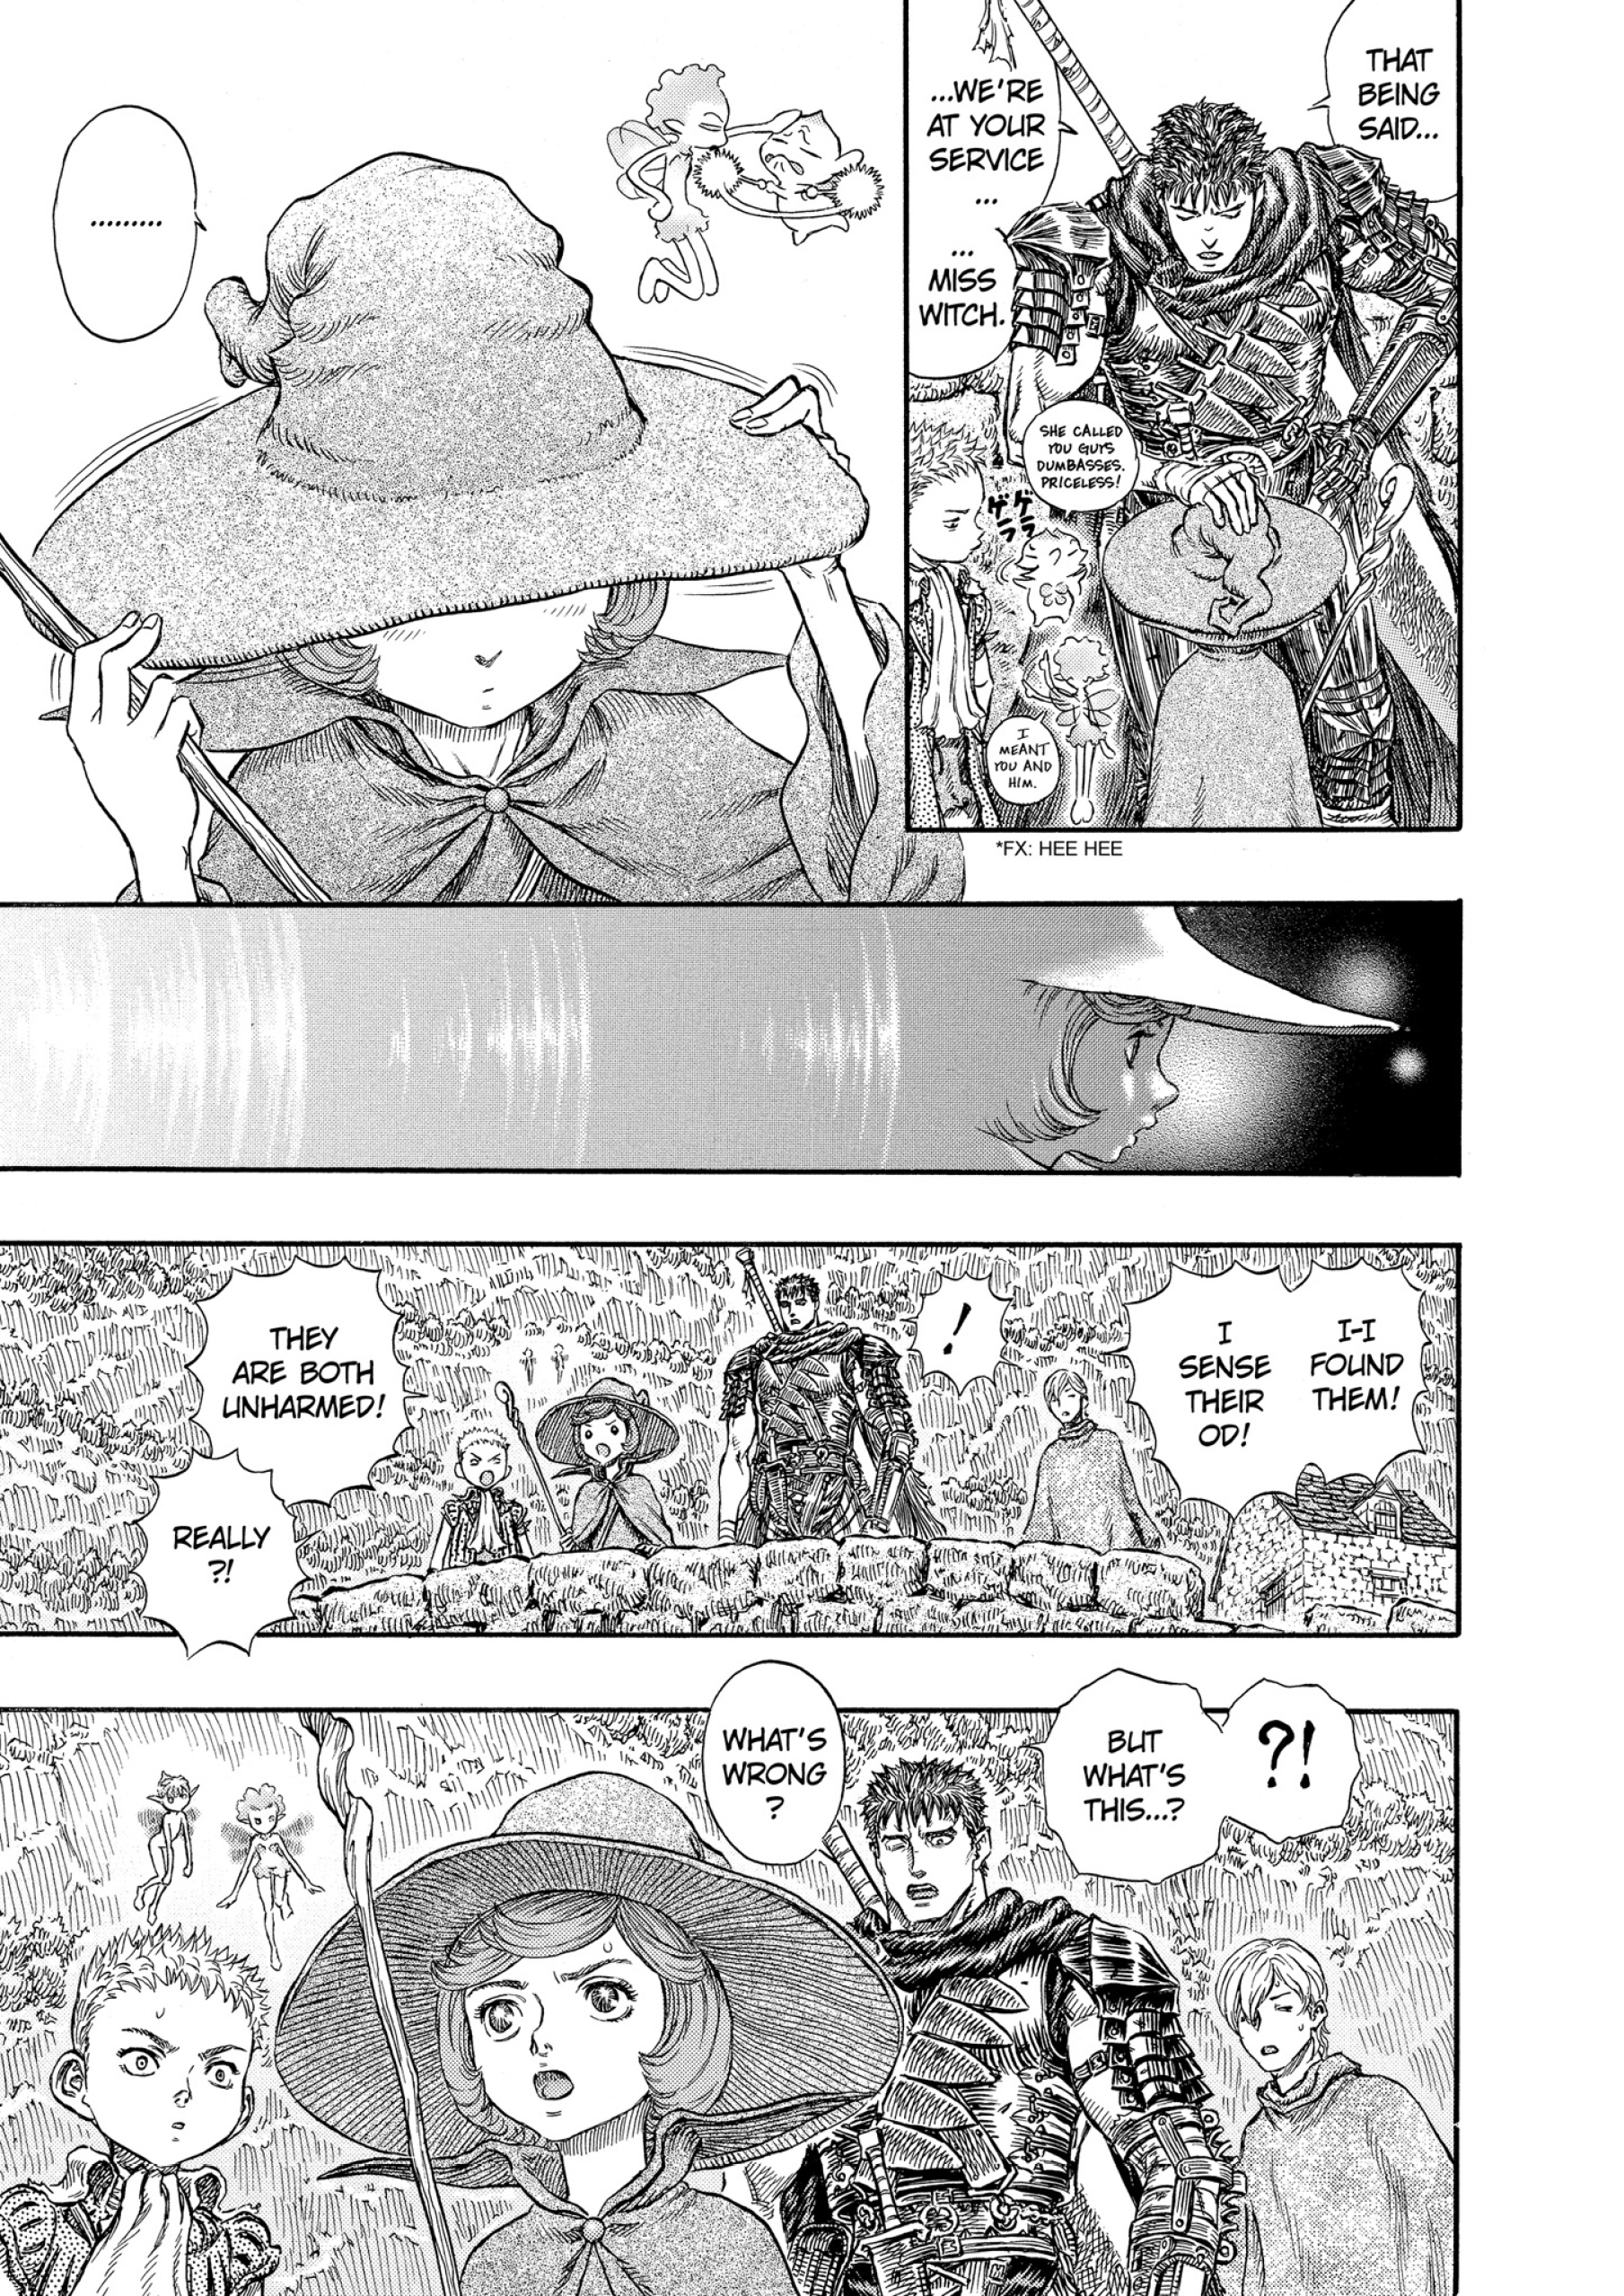 THAT
BEING
SAID...
...WE'RE
AT YOUR
SERVICE
...
...
MISS
WITCH.
SHE CALLED
YOU GUYS
DUMBASSES.
PRICELESS!
ゲラ
ゲラ
I
MEANT
YOU AND
HIM.
*FX: HEE HEE
..........
I-I
FOUND
THEM!
I
SENSE
THEIR
OD!
!
THEY
ARE BOTH
UNHARMED!
REALLY
?!
?!
BUT
WHAT'S
THIS...?
WHAT'S
WRONG
?